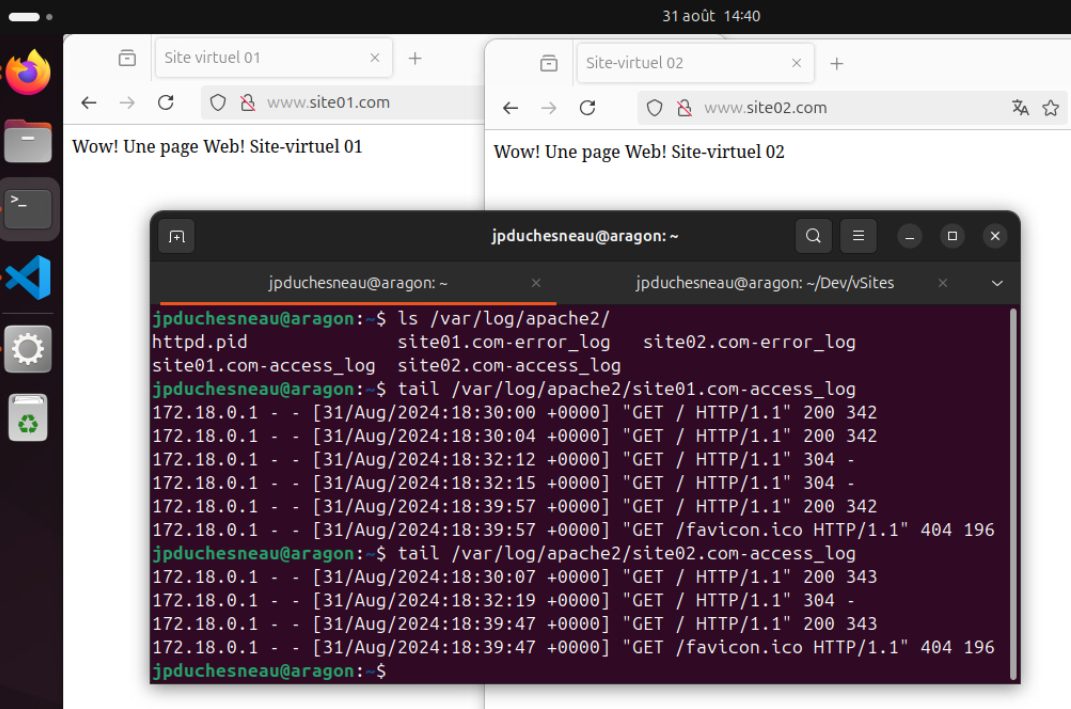 31 août 14:40
Site virtuel 01
www.site01.com
Wow! Une page Web! Site-virtuel 01
Site-virtuel 02
www.site02.com
Wow! Une page Web! Site-virtuel 02
jpduchesneau@aragon: ~
jpduchesneau@aragon: ~
jpduchesneau@aragon: ~/Dev/vSites
jpduchesneau@aragon:~$ ls /var/log/apache2/
httpd.pid site01.com-error_log site02.com-error_log
site01.com-access_log site02.com-access_log
jpduchesneau@aragon:~$ tail /var/log/apache2/site01.com-access_log
172.18.0.1 - - [31/Aug/2024:18:30:00 +0000] "GET / HTTP/1.1" 200 342
172.18.0.1 - - [31/Aug/2024:18:30:04 +0000] "GET / HTTP/1.1" 200 342
172.18.0.1 - - [31/Aug/2024:18:32:12 +0000] "GET / HTTP/1.1" 304 -
172.18.0.1 - - [31/Aug/2024:18:32:15 +0000] "GET / HTTP/1.1" 304 -
172.18.0.1 - - [31/Aug/2024:18:39:57 +0000] "GET / HTTP/1.1" 200 342
172.18.0.1 - - [31/Aug/2024:18:39:57 +0000] "GET /favicon.ico HTTP/1.1" 404 196
jpduchesneau@aragon:~$ tail /var/log/apache2/site02.com-access_log
172.18.0.1 - - [31/Aug/2024:18:30:07 +0000] "GET / HTTP/1.1" 200 343
172.18.0.1 - - [31/Aug/2024:18:32:19 +0000] "GET / HTTP/1.1" 304 -
172.18.0.1 - - [31/Aug/2024:18:39:47 +0000] "GET / HTTP/1.1" 200 343
172.18.0.1 - - [31/Aug/2024:18:39:47 +0000] "GET /favicon.ico HTTP/1.1" 404 196
jpduchesneau@aragon:~$